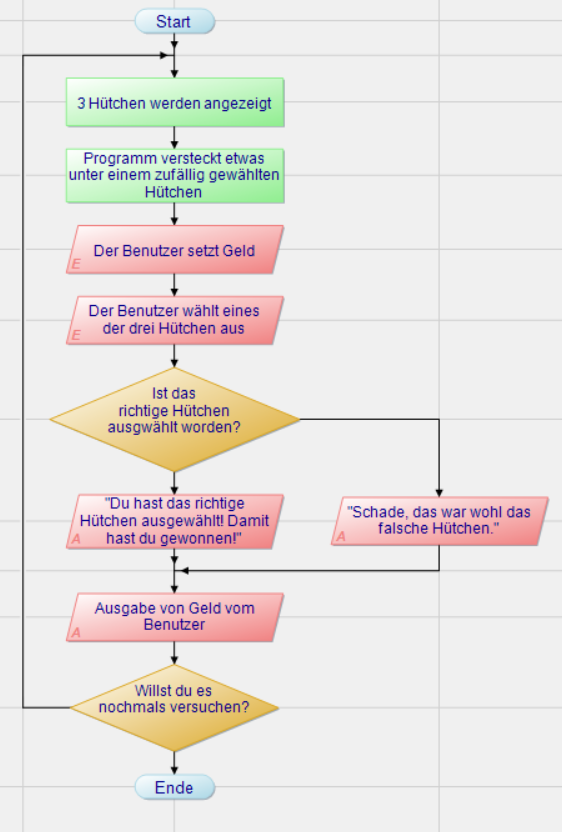 Start
3 Hütchen werden angezeigt
Programm versteckt etwas
unter einem zufällig gewählten
Hütchen
Der Benutzer setzt Geld
E
Der Benutzer wählt eines
der drei Hütchen aus
E
Ist das
richtige Hütchen
ausgwählt worden?
"Du hast das richtige
Hütchen ausgewählt! Damit
hast du gewonnen!"
A
"Schade, das war wohl das
falsche Hütchen."
A
Ausgabe von Geld vom
Benutzer
A
Willst du es
nochmals versuchen?
Ende